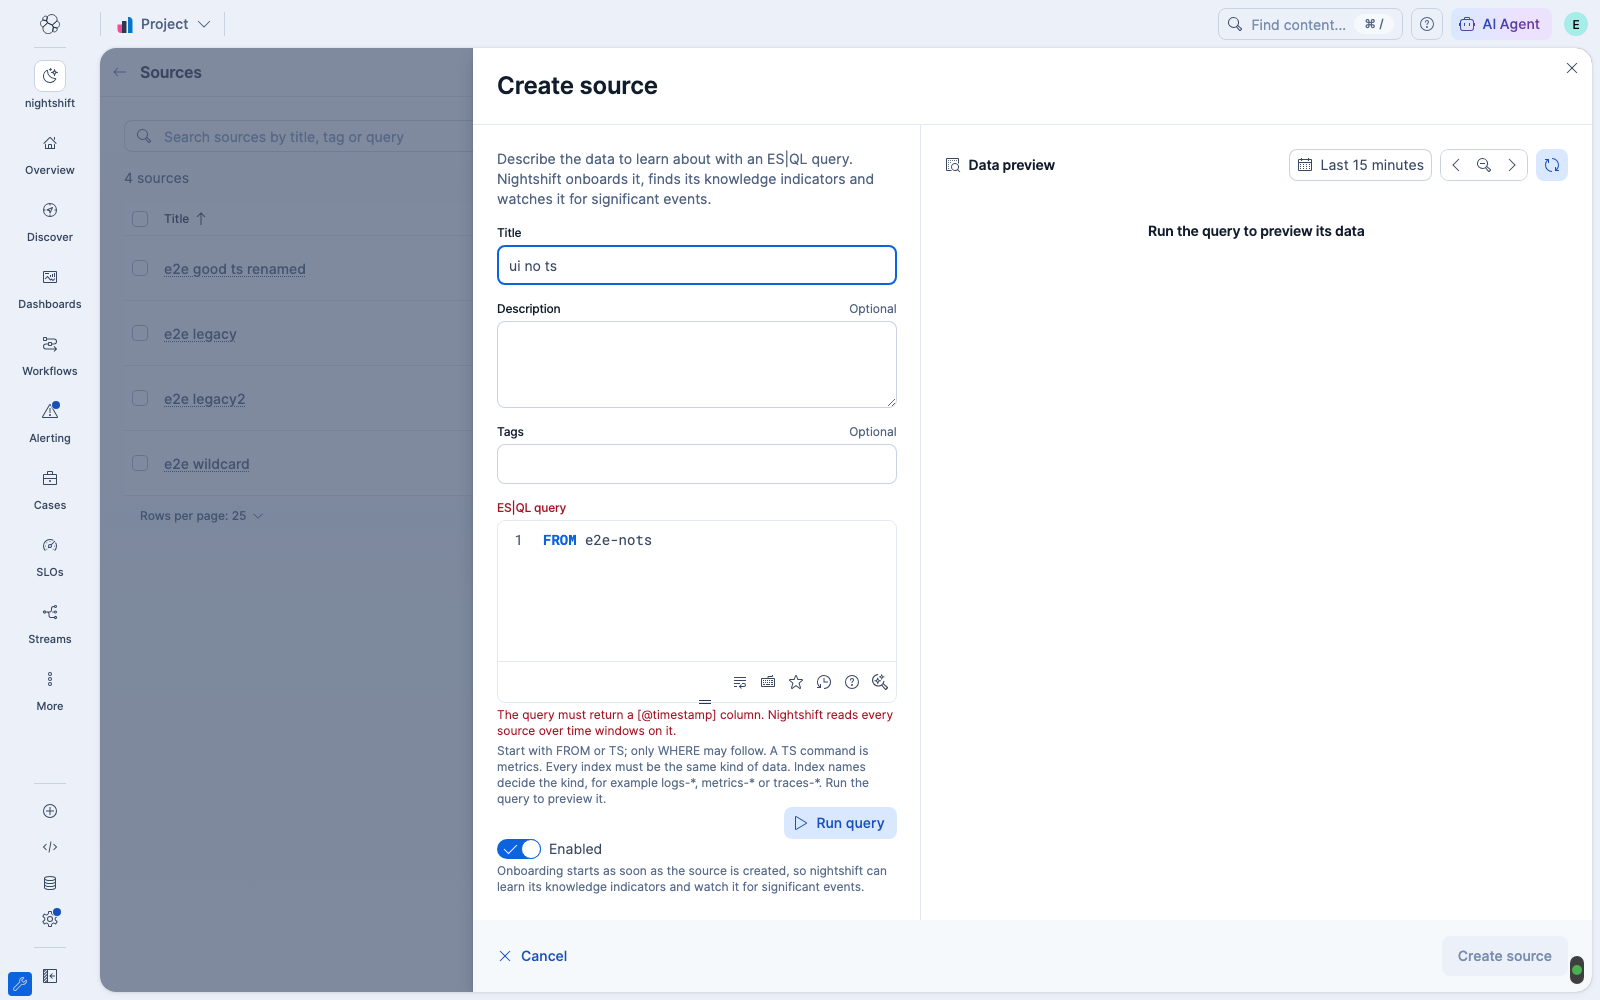 Project
Find content...
⌘ /
AI Agent
E
nightshift
Overview
Discover
Dashboards
Workflows
Alerting
Cases
SLOs
Streams
More
Sources
Search sources by title, tag or query
4 sources
Title
e2e good ts renamed
e2e legacy
e2e legacy2
e2e wildcard
Rows per page: 25
Create source
Describe the data to learn about with an ES|QL query.
Nightshift onboards it, finds its knowledge indicators and
watches it for significant events.
Title
ui no ts
Description
Optional
Tags
Optional
ES|QL query
1 FROM e2e-nots
The query must return a [@timestamp] column. Nightshift reads every
source over time windows on it.
Start with FROM or TS; only WHERE may follow. A TS command is
metrics. Every index must be the same kind of data. Index names
decide the kind, for example logs-*, metrics-* or traces-*. Run the
query to preview it.
Run query
Enabled
Onboarding starts as soon as the source is created, so nightshift can
learn its knowledge indicators and watch it for significant events.
Data preview
Last 15 minutes
Run the query to preview its data
Cancel
Create source